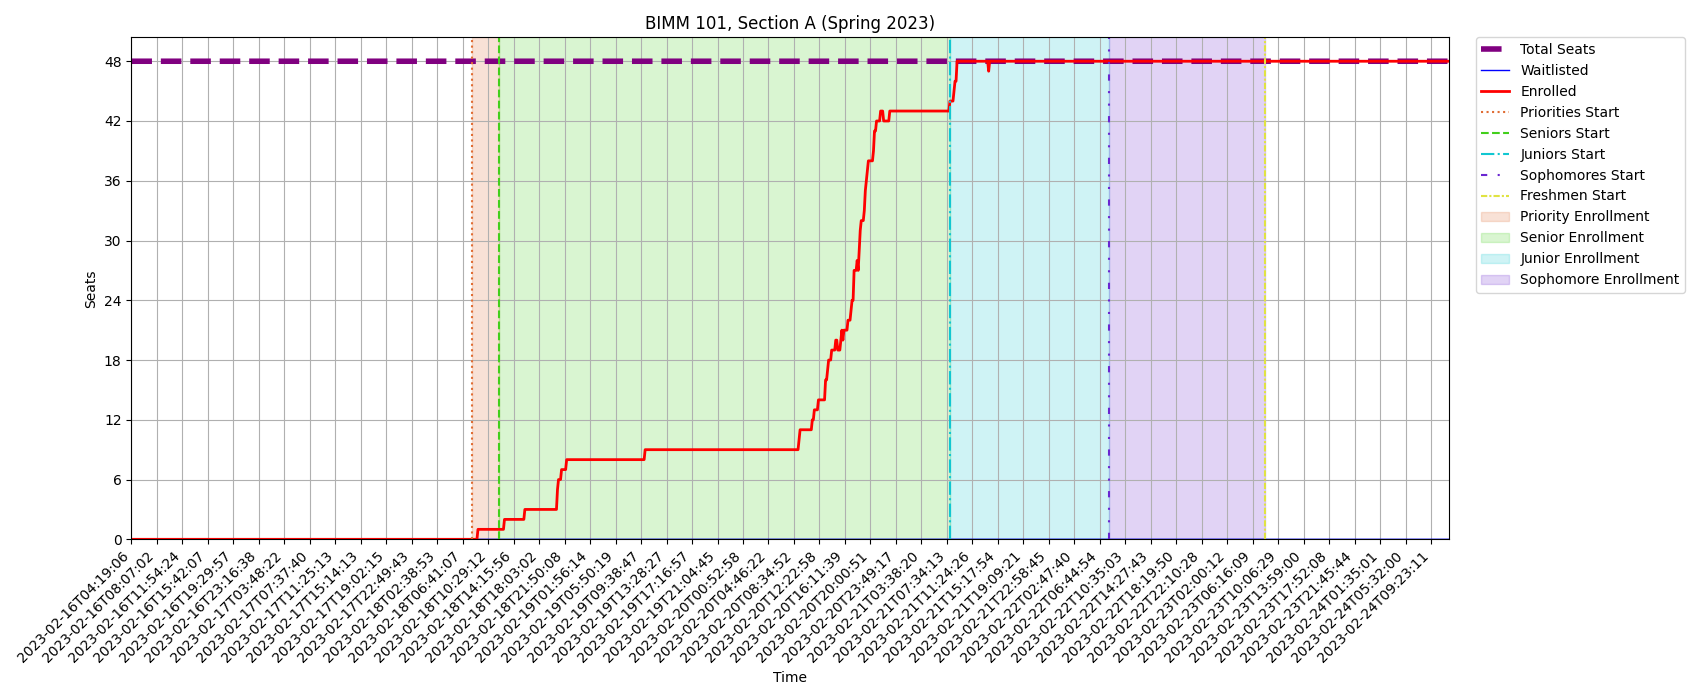 BIMM 101, Section A (Spring 2023)
Seats
48
42
36
30
24
18
12
6
0
2023-02-16T04:19:06
2023-02-16T08:07:02
2023-02-16T11:54:24
2023-02-16T15:42:07
2023-02-16T19:29:57
2023-02-16T23:16:38
2023-02-17T03:48:22
2023-02-17T07:37:40
2023-02-17T11:25:13
2023-02-17T15:14:13
2023-02-17T19:02:15
2023-02-17T22:49:43
2023-02-18T02:38:53
2023-02-18T06:41:07
2023-02-18T10:29:12
2023-02-18T14:15:56
2023-02-18T18:03:02
2023-02-18T21:50:08
2023-02-19T01:56:14
2023-02-19T05:50:19
2023-02-19T09:38:47
2023-02-19T13:28:27
2023-02-19T17:16:57
2023-02-19T21:04:45
2023-02-20T00:52:58
2023-02-20T04:46:22
2023-02-20T08:34:52
2023-02-20T12:22:58
2023-02-20T16:11:39
2023-02-20T20:00:51
2023-02-20T23:49:17
2023-02-21T03:38:20
2023-02-21T07:34:13
2023-02-21T11:24:26
2023-02-21T15:17:54
2023-02-21T19:09:21
2023-02-21T22:58:45
2023-02-22T02:47:40
2023-02-22T06:44:54
2023-02-22T10:35:03
2023-02-22T14:27:43
2023-02-22T18:19:50
2023-02-22T22:10:28
2023-02-23T02:00:12
2023-02-23T06:16:09
2023-02-23T10:06:29
2023-02-23T13:59:00
2023-02-23T17:52:08
2023-02-23T21:45:44
2023-02-24T01:35:01
2023-02-24T05:32:00
2023-02-24T09:23:11
Time
Total Seats
Waitlisted
Enrolled
Priorities Start
Seniors Start
Juniors Start
Sophomores Start
Freshmen Start
Priority Enrollment
Senior Enrollment
Junior Enrollment
Sophomore Enrollment